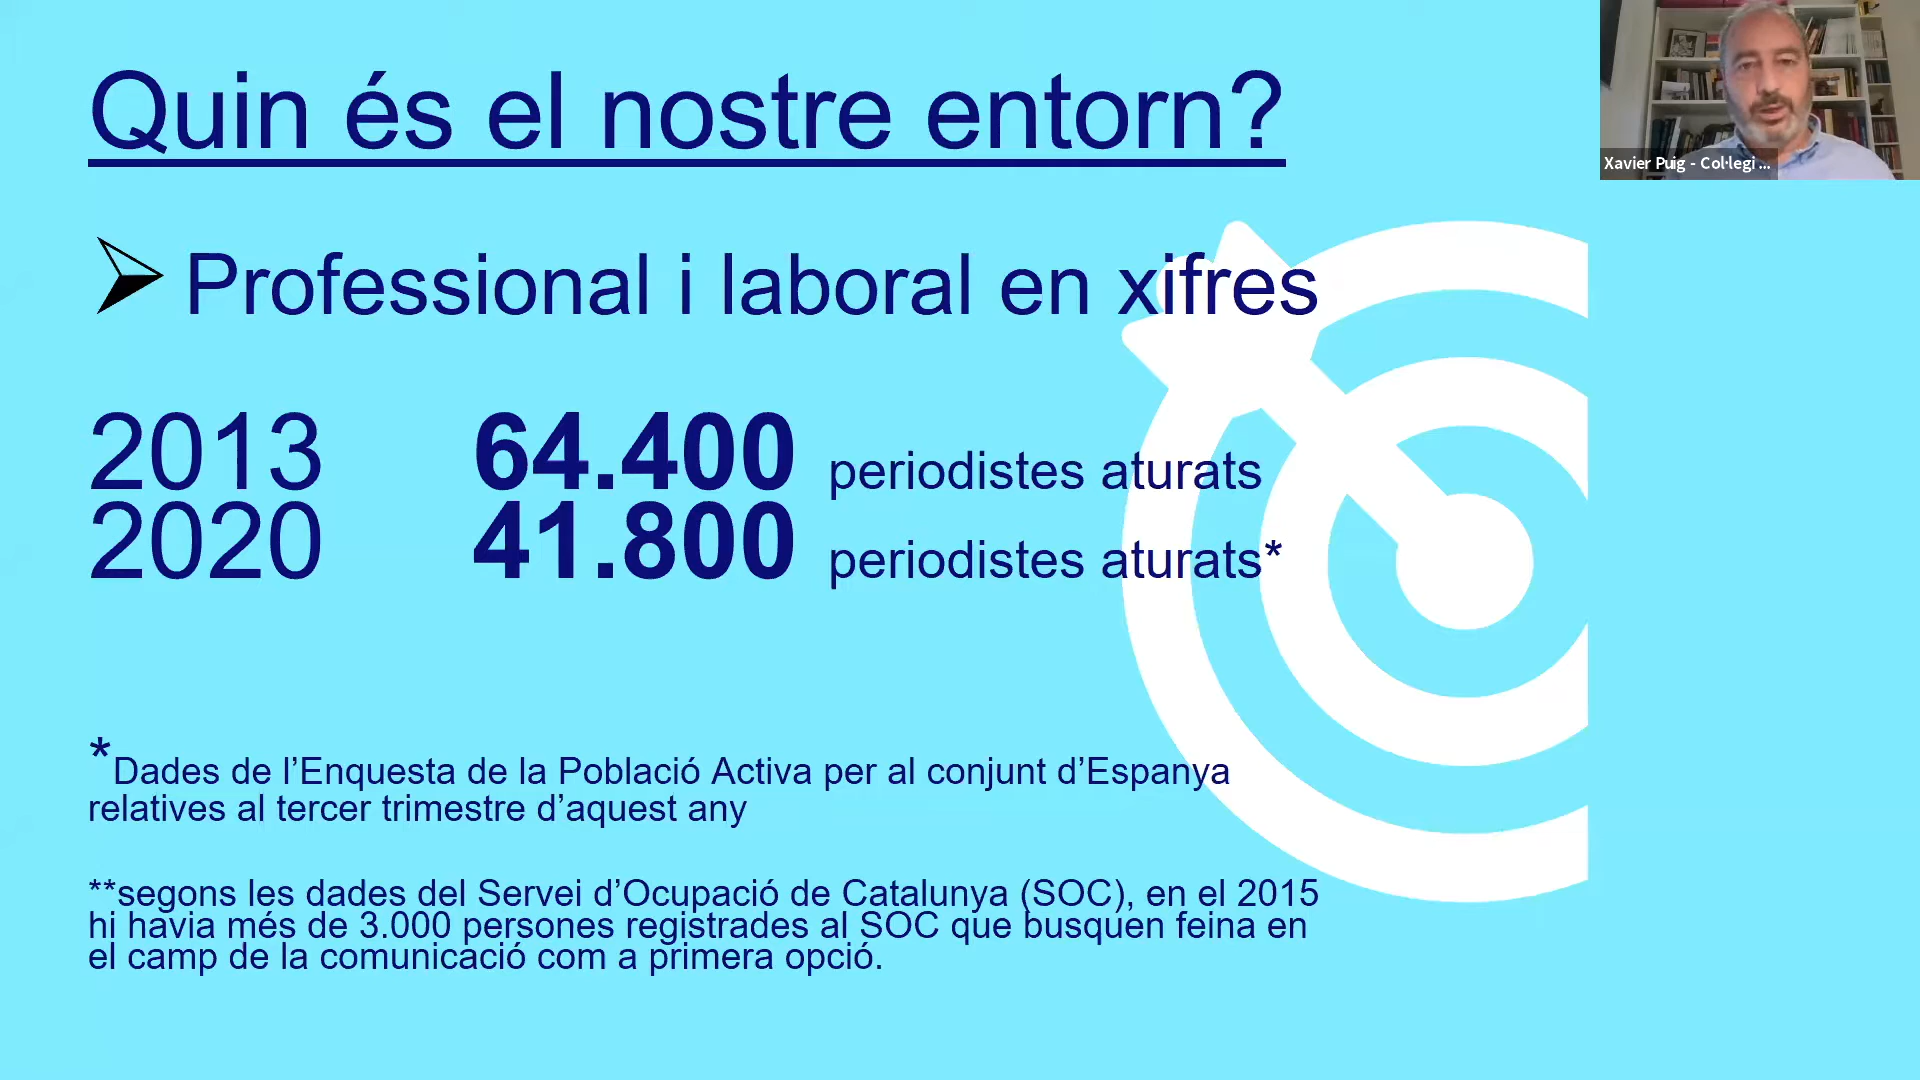 Quin és el nostre entorn?
Xavier Puig - Col·legi ...
Professional i laboral en xifres
2013 64.400 periodistes aturats
2020 41.800 periodistes aturats*
*Dades de l’Enquesta de la Població Activa per al conjunt d’Espanya
relatives al tercer trimestre d’aquest any
**segons les dades del Servei d’Ocupació de Catalunya (SOC), en el 2015
hi havia més de 3.000 persones registrades al SOC que busquen feina en
el camp de la comunicació com a primera opció.